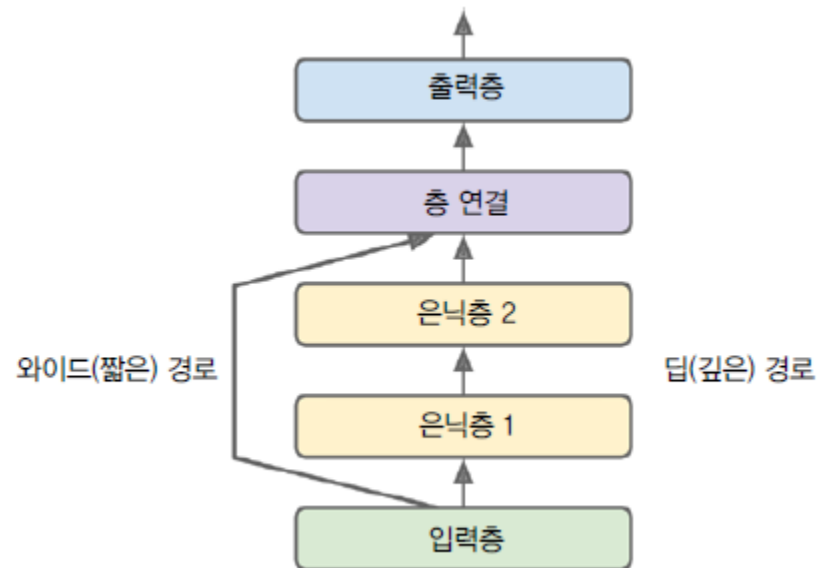 출력층
층 연결
은닉층 2
와이드(짧은) 경로
딥(깊은) 경로
은닉층 1
입력층